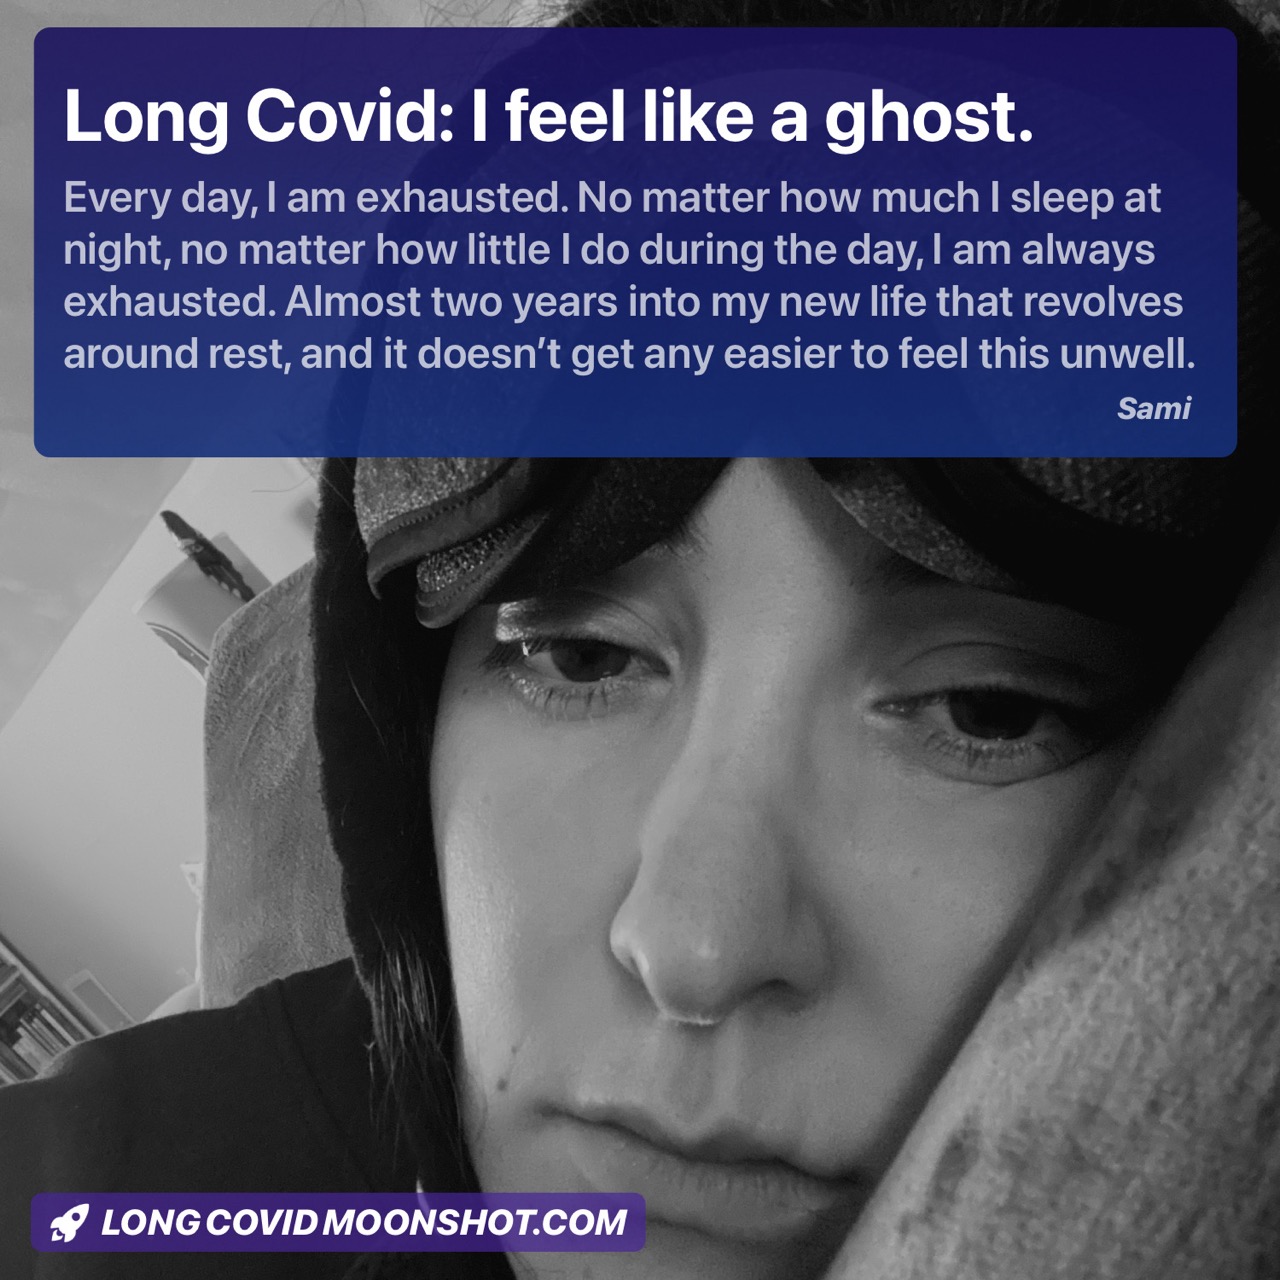 Long Covid: I feel like a ghost.
Every day, I am exhausted. No matter how much I sleep at
night, no matter how little I do during the day, I am always
exhausted. Almost two years into my new life that revolves
around rest, and it doesn’t get any easier to feel this unwell.
Sami
LONG COVID MOONSHOT.COM